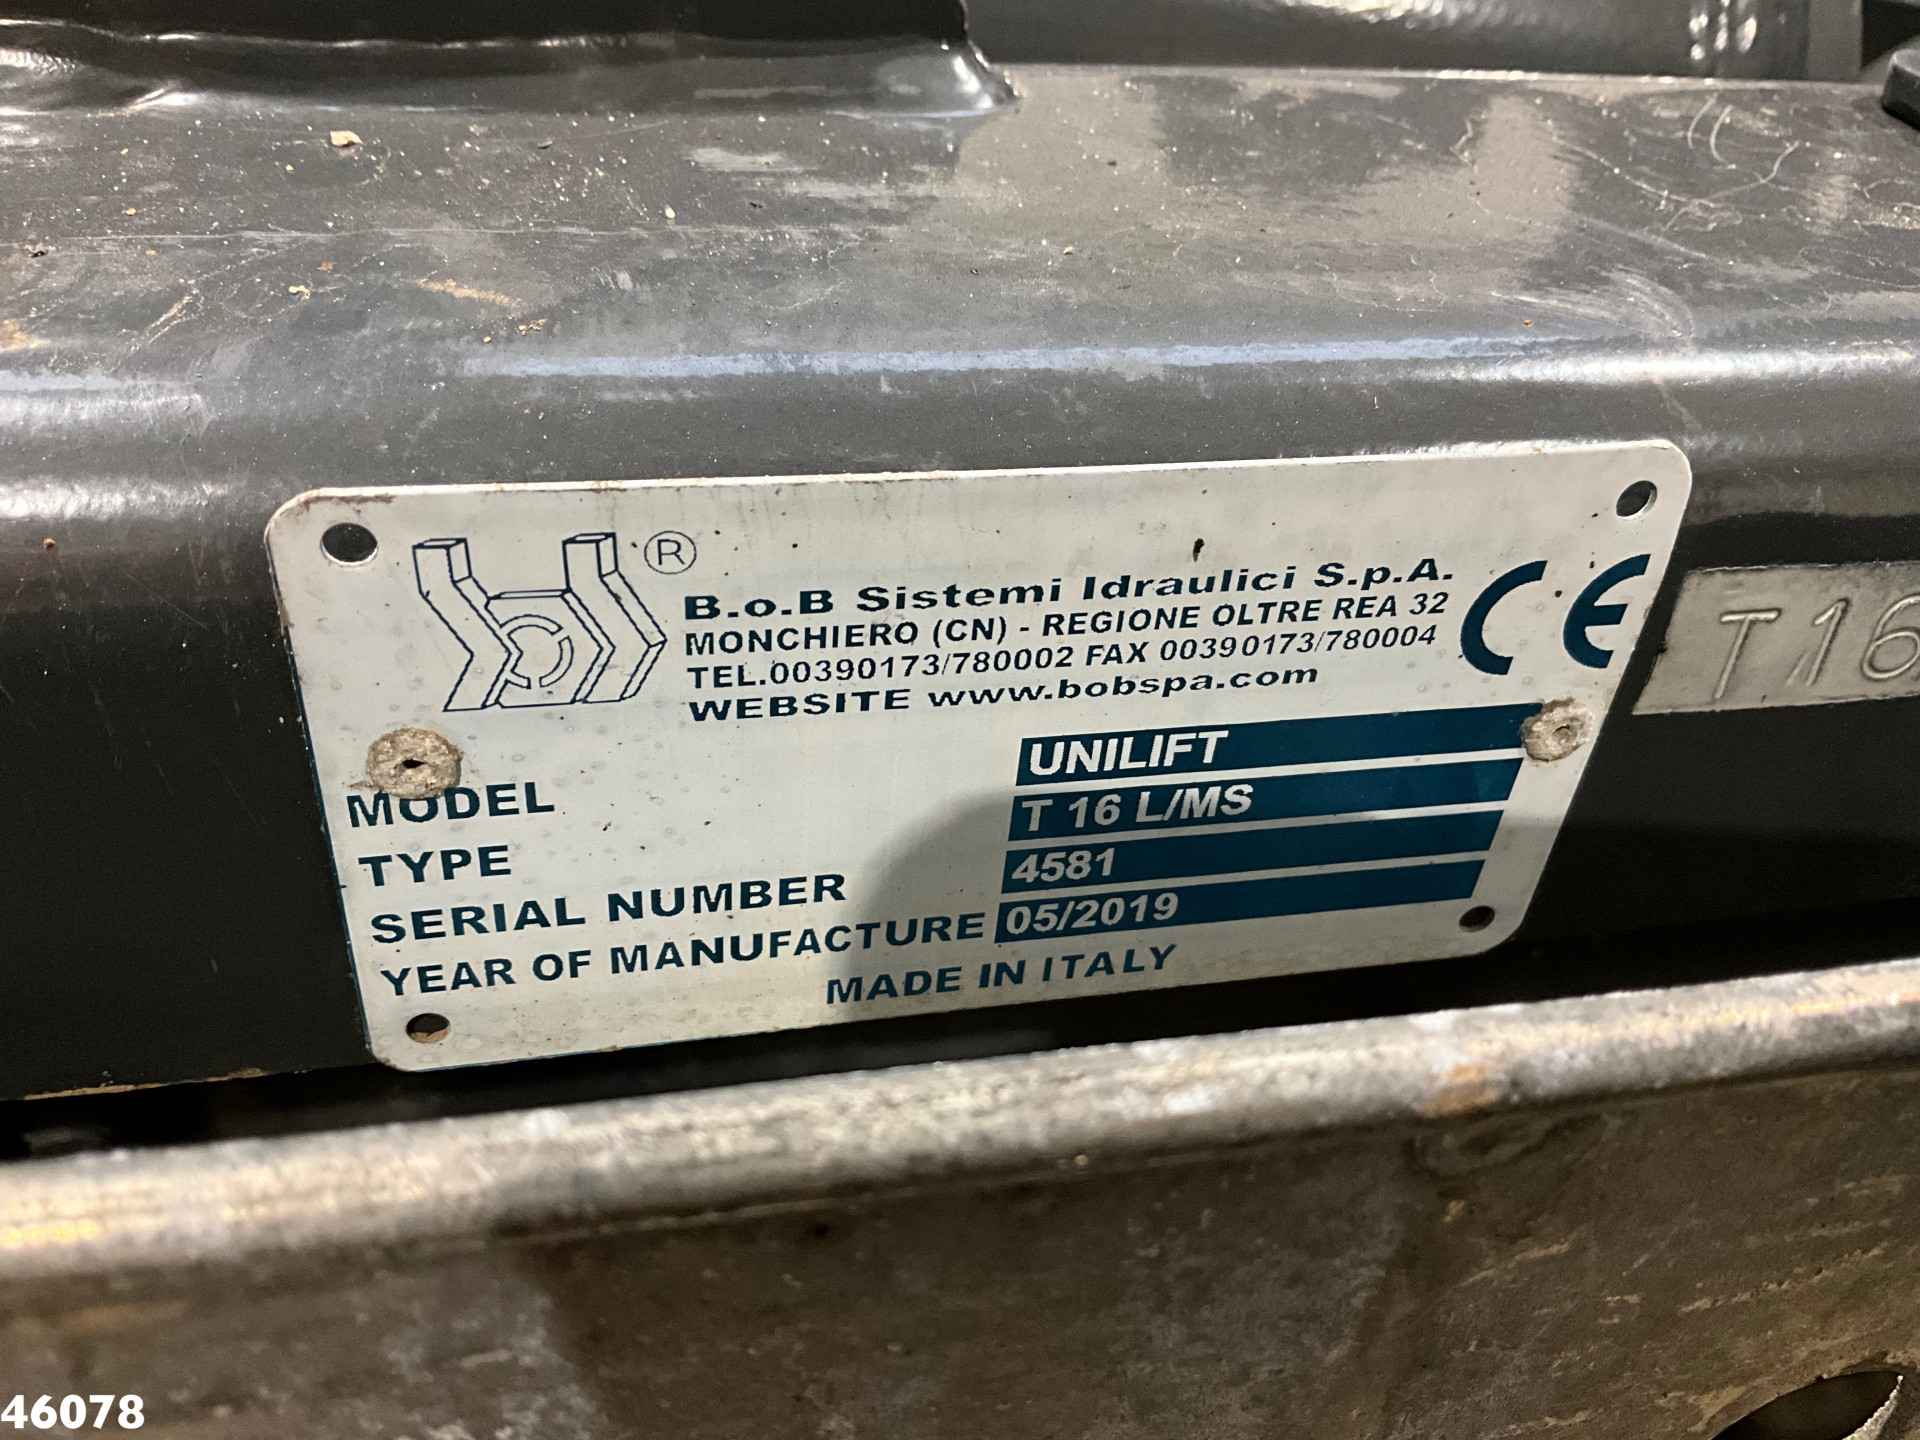 ®
B.o.B Sistemi Idraulici S.p.A.
MONCHIERO (CN) - REGIONE OLTRE REA 32
TEL.00390173/780002 FAX 00390173/780004
WEBSITE www.bobspa.com
CE
MODEL UNILIFT
TYPE T 16 L/MS
SERIAL NUMBER 4581
YEAR OF MANUFACTURE 05/2019
MADE IN ITALY
T 16
46078